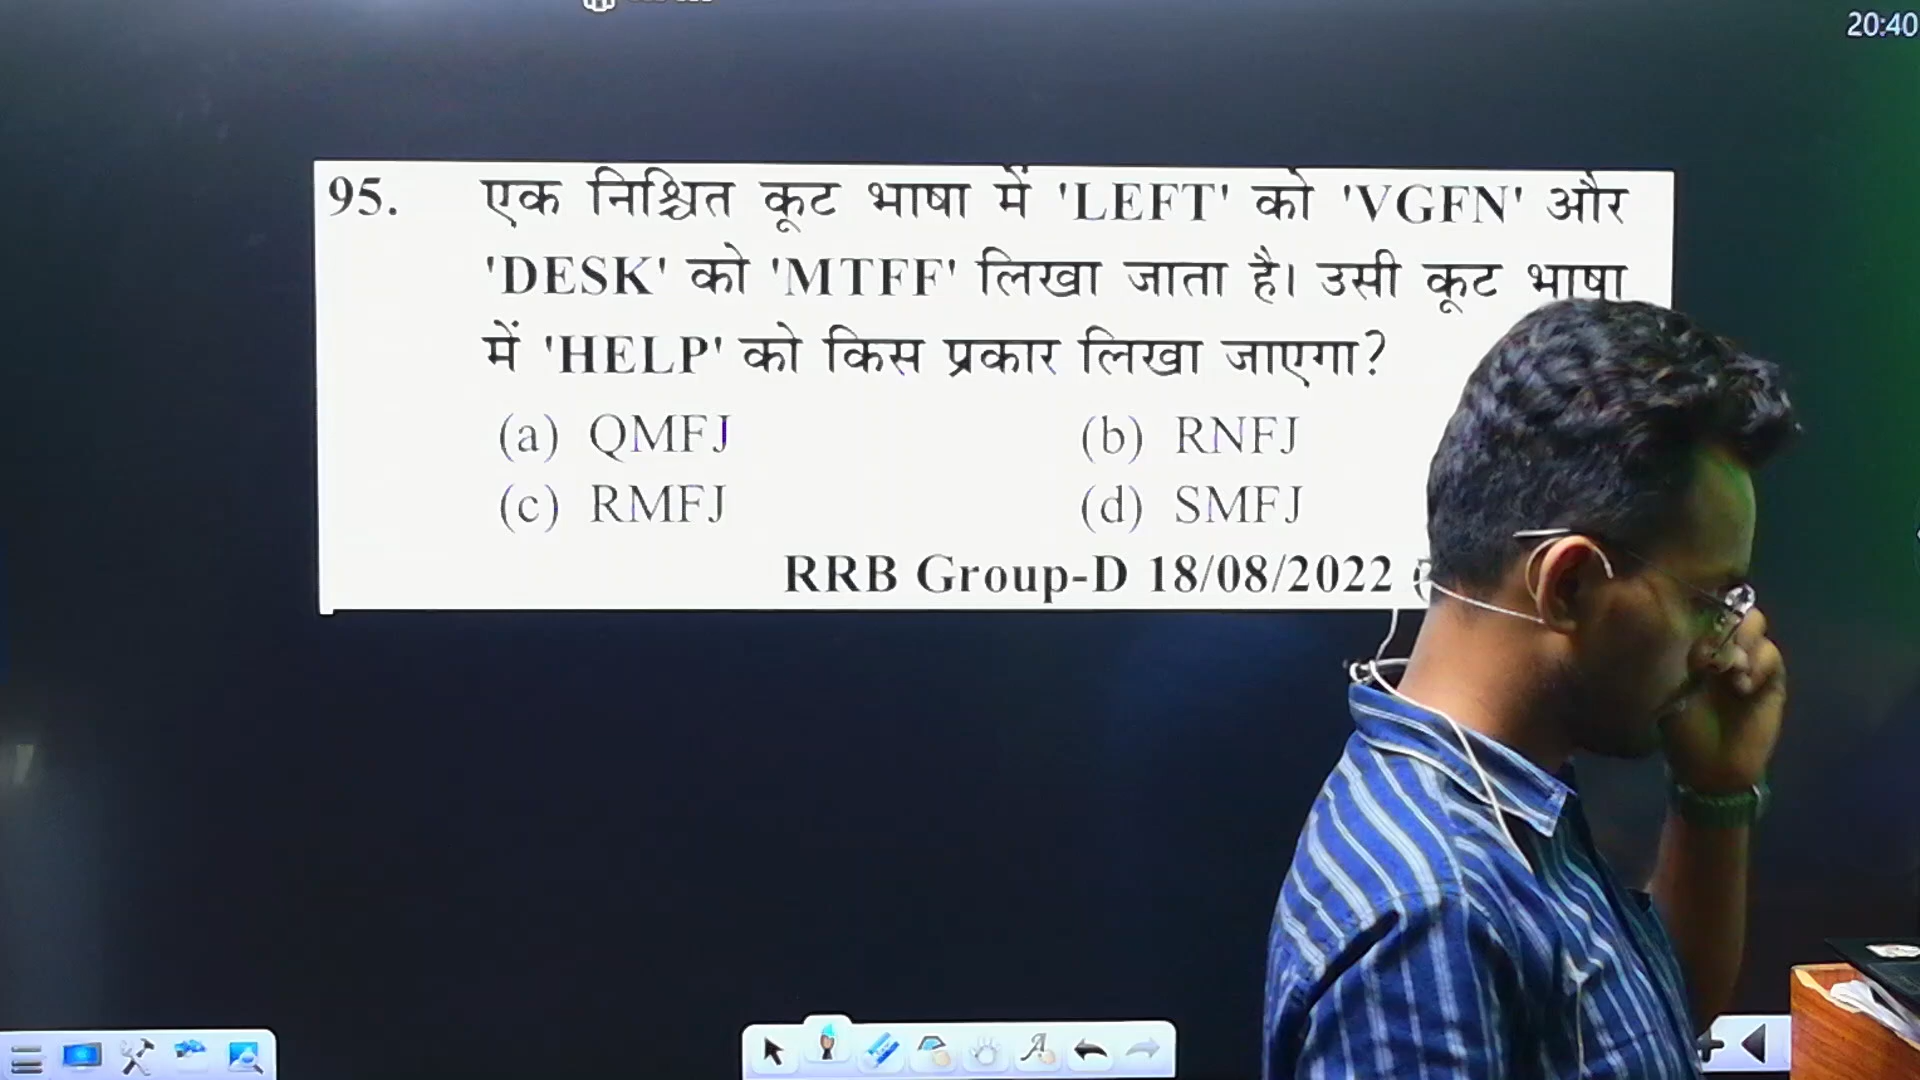 20:40
95. एक निश्चित कूट भाषा में 'LEFT' को 'VGFN' और
'DESK' को 'MTFF' लिखा जाता है। उसी कूट भाषा
में 'HELP' को किस प्रकार लिखा जाएगा?
(a) QMFJ (b) RNFJ
(c) RMFJ (d) SMFJ
RRB Group-D 18/08/2022